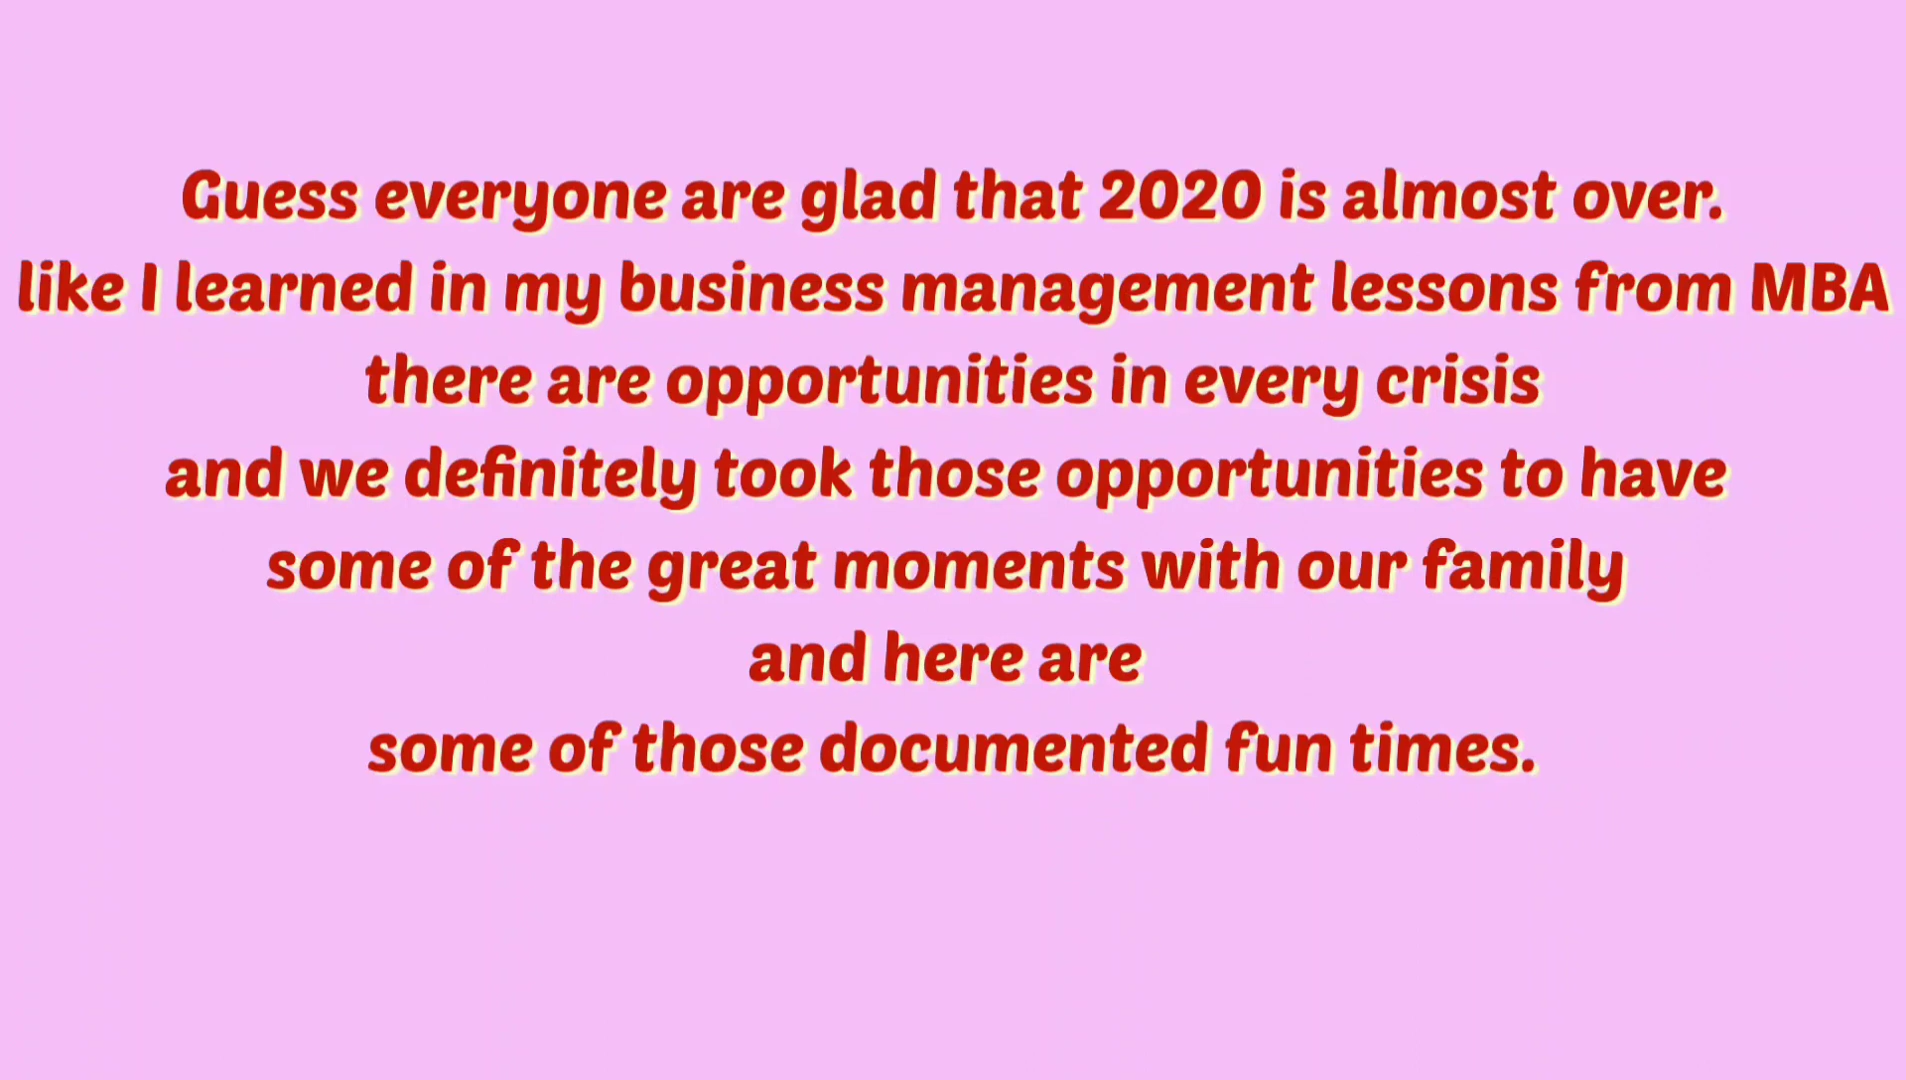 Guess everyone are glad that 2020 is almost over.
like I learned in my business management lessons from MBA
there are opportunities in every crisis
and we definitely took those opportunities to have
some of the great moments with our family
and here are
some of those documented fun times.